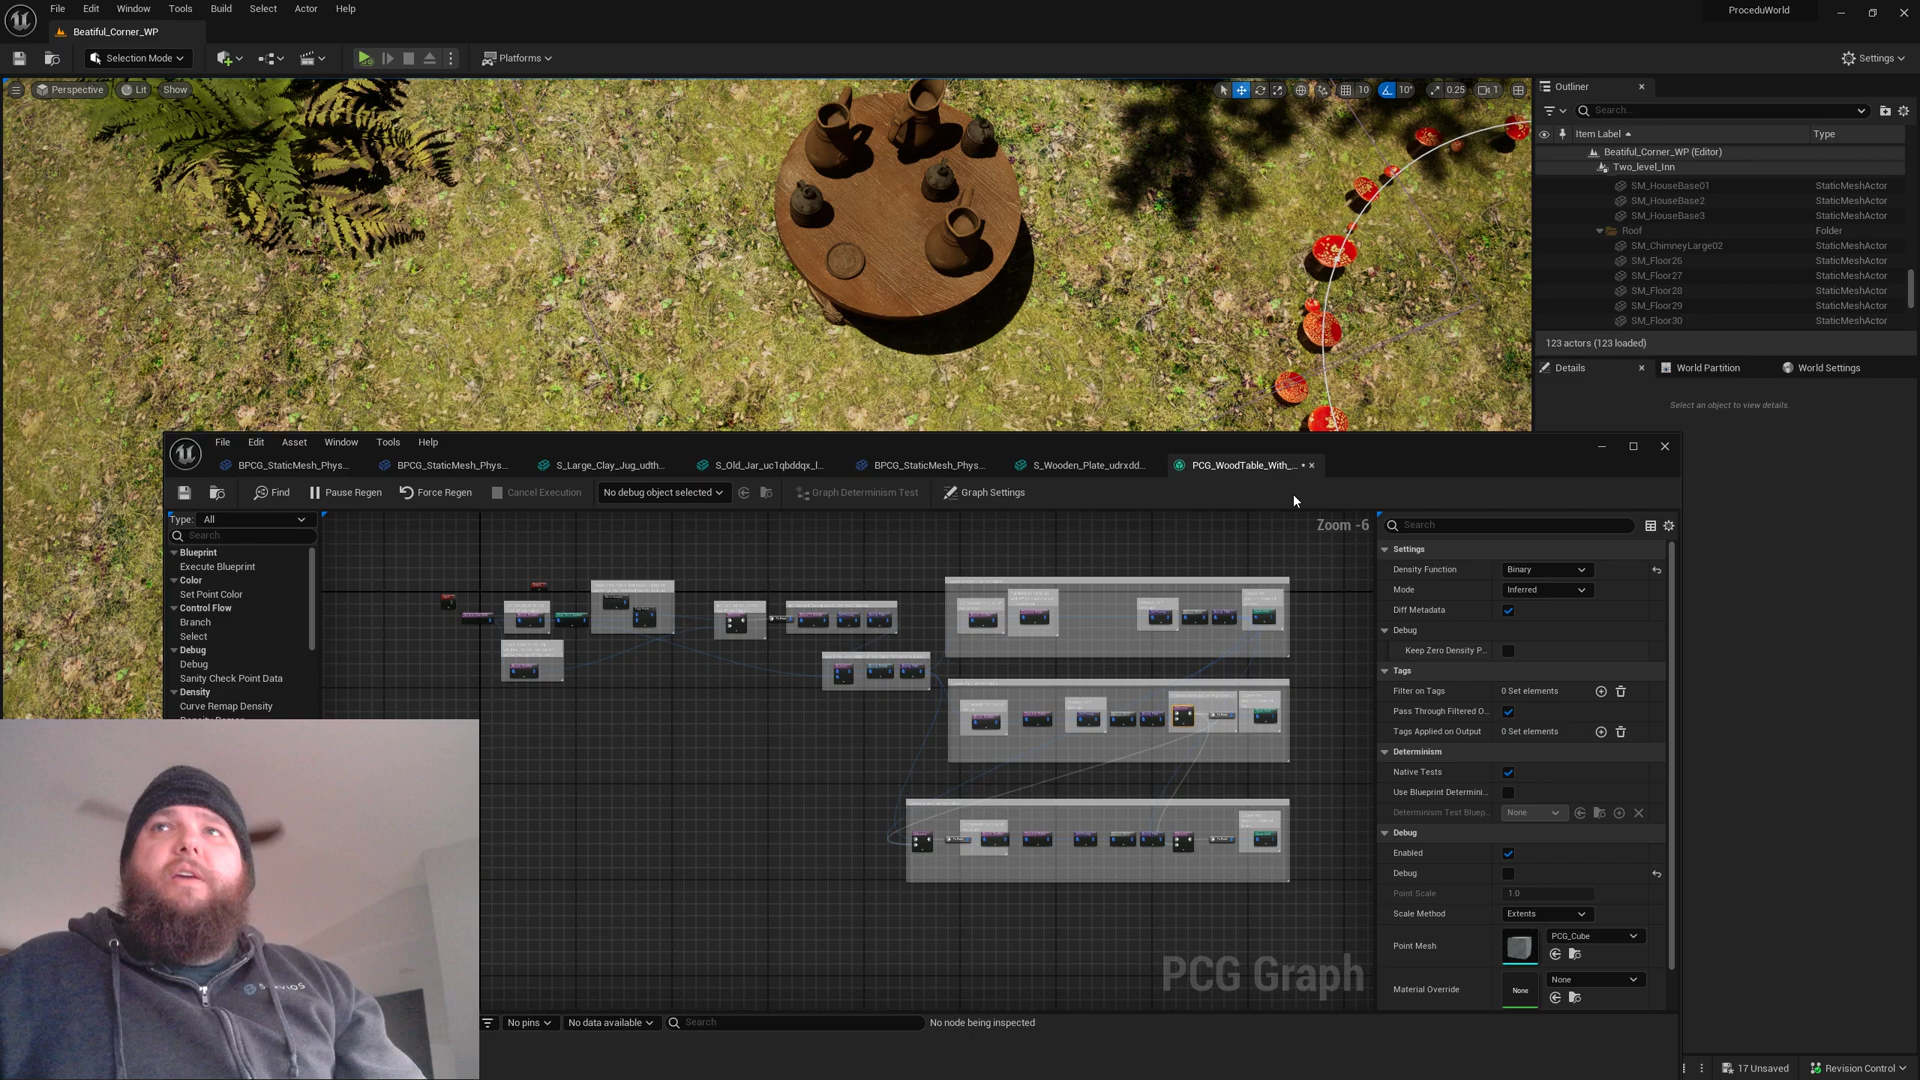 File Edit Window Tools Build Select Actor Help
ProceduWorld
Beatiful_Corner_WP
Selection Mode
Platforms
Settings
Perspective
Lit
Show
10
10°
0.25
1
Outliner
Search...
Item Label
Type
Beatiful_Corner_WP (Editor)
Two_level_Inn
SM_HouseBase01 StaticMeshActor
SM_HouseBase2 StaticMeshActor
SM_HouseBase3 StaticMeshActor
Roof Folder
SM_ChimneyLarge02 StaticMeshActor
SM_Floor26 StaticMeshActor
SM_Floor27 StaticMeshActor
SM_Floor28 StaticMeshActor
SM_Floor29 StaticMeshActor
SM_Floor30 StaticMeshActor
123 actors (123 loaded)
Details
World Partition
World Settings
Select an object to view details.
File Edit Asset Window Tools Help
BPCG_StaticMesh_Phys...
BPCG_StaticMesh_Phys...
S_Large_Clay_Jug_udth...
S_Old_Jar_uc1qbddqx_l...
BPCG_StaticMesh_Phys...
S_Wooden_Plate_udrxdd...
PCG_WoodTable_With_...
Find
Pause Regen
Force Regen
Cancel Execution
No debug object selected
Graph Determinism Test
Graph Settings
Type: All
Search
Blueprint
Execute Blueprint
Color
Set Point Color
Control Flow
Branch
Select
Debug
Debug
Sanity Check Point Data
Density
Curve Remap Density
Zoom -6
PCG Graph
Search
Settings
Density Function Binary
Mode Inferred
Diff Metadata
Debug
Keep Zero Density P...
Tags
Filter on Tags 0 Set elements
Pass Through Filtered O...
Tags Applied on Output 0 Set elements
Determinism
Native Tests
Use Blueprint Determini...
Determinism Test Bluep... None
Debug
Enabled
Debug
Point Scale 1.0
Scale Method Extents
Point Mesh PCG_Cube
Material Override None None
No pins
No data available
Search
No node being inspected
17 Unsaved
Revision Control